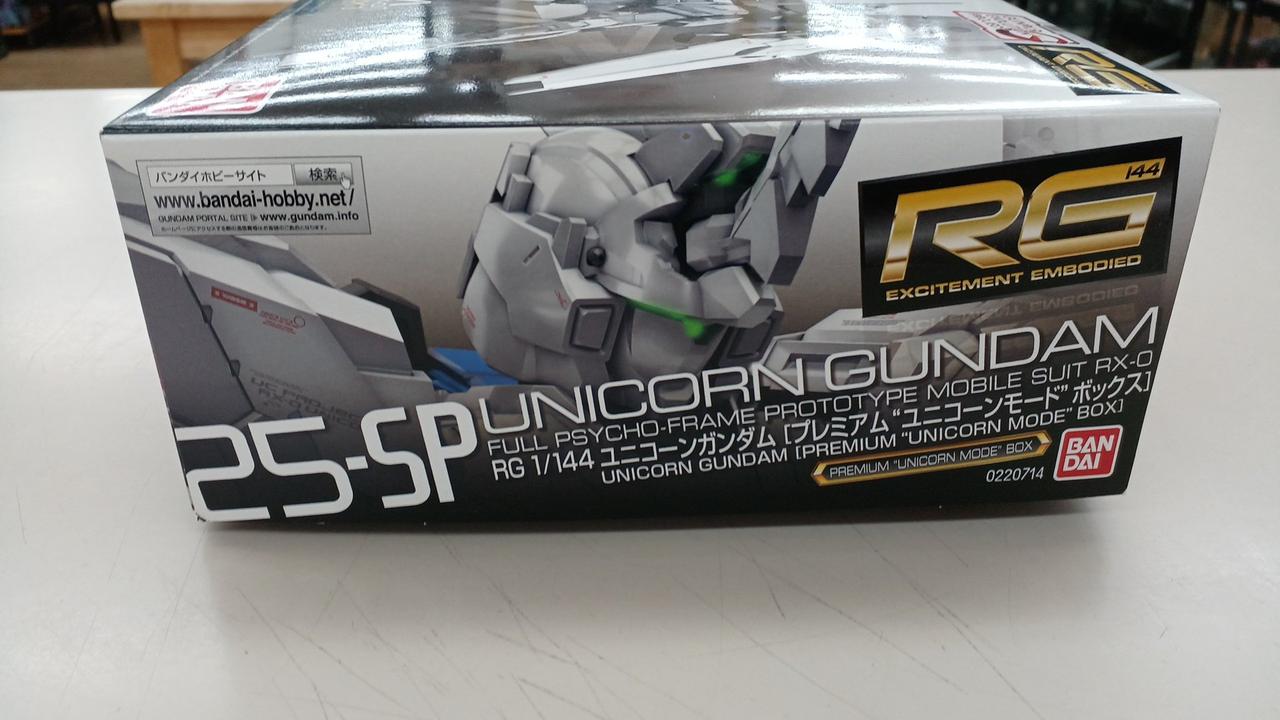 バンダイホビーサイト 検索
www.bandai-hobby.net/
GUNDAM PORTAL SITE ▷ www.gundam.info
RG 144
EXCITEMENT EMBODIED
25-SP
UNICORN GUNDAM
FULL PSYCHO-FRAME PROTOTYPE MOBILE SUIT RX-0
RG 1/144 ユニコーンガンダム [プレミアム“ユニコーンモード”ボックス]
UNICORN GUNDAM [PREMIUM “UNICORN MODE” BOX]
PREMIUM “UNICORN MODE” BOX
0220714
BAN
DAI